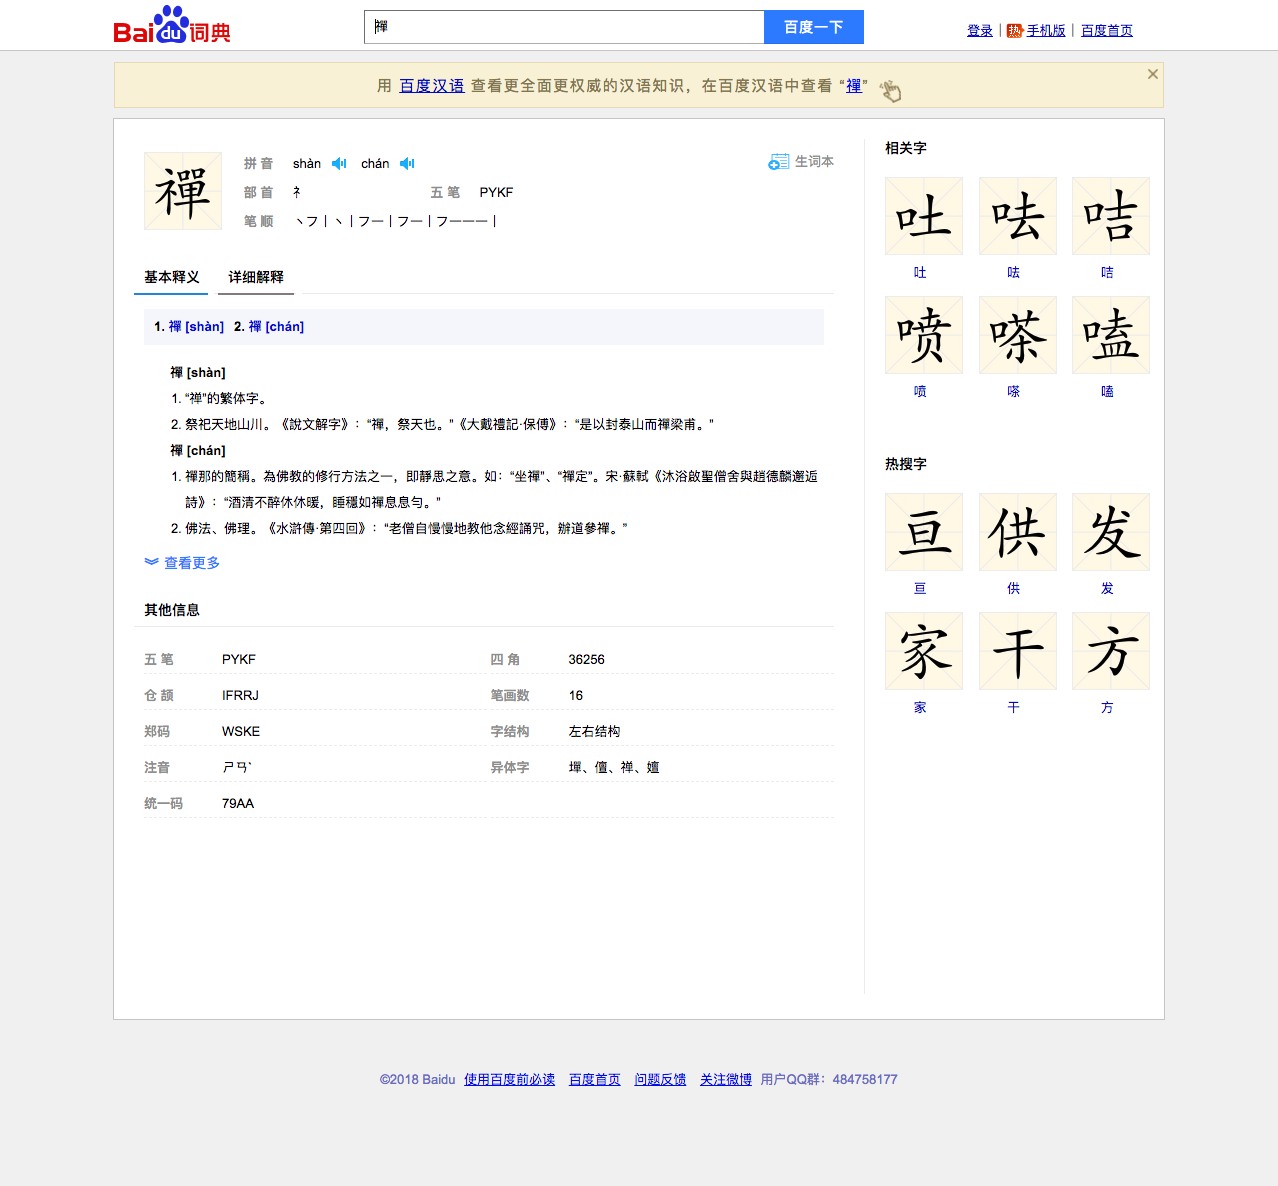 Baidu词典
禪
百度一下
登录 | 热 手机版 | 百度首页
用 百度汉语 查看更全面更权威的汉语知识，在百度汉语中查看 “禪”
禪
拼 音 shàn chán
生词本
部 首 礻 五 笔 PYKF
笔 顺 丶フ丨丶丨フ一丨フ一丨フ一一一丨
基本释义 详细解释
1. 禪 [shàn] 2. 禪 [chán]
禪 [shàn]
1. “禅”的繁体字。
2. 祭祀天地山川。《說文解字》：“禪，祭天也。”《大戴禮記·保傅》：“是以封泰山而禪梁甫。”
禪 [chán]
1. 禪那的簡稱。為佛教的修行方法之一，即靜思之意。如：“坐禪”、“禪定”。宋·蘇軾《沐浴啟聖僧舍與趙德麟邂逅
詩》：“酒清不醉休休暖，睡穩如禪息息勻。”
2. 佛法、佛理。《水滸傳·第四回》：“老僧自慢慢地教他念經誦咒，辦道參禪。”
查看更多
其他信息
五 笔 PYKF 四 角 36256
仓 颉 IFRRJ 笔画数 16
郑码 WSKE 字结构 左右结构
注音 ㄕㄢˋ 异体字 墠、儃、禅、嬗
统一码 79AA
相关字
吐 呿 咭
吐 呿 咭
喷 嗏 嗑
喷 嗏 嗑
热搜字
亘 供 发
亘 供 发
家 干 方
家 干 方
©2018 Baidu 使用百度前必读 百度首页 问题反馈 关注微博 用户QQ群：484758177